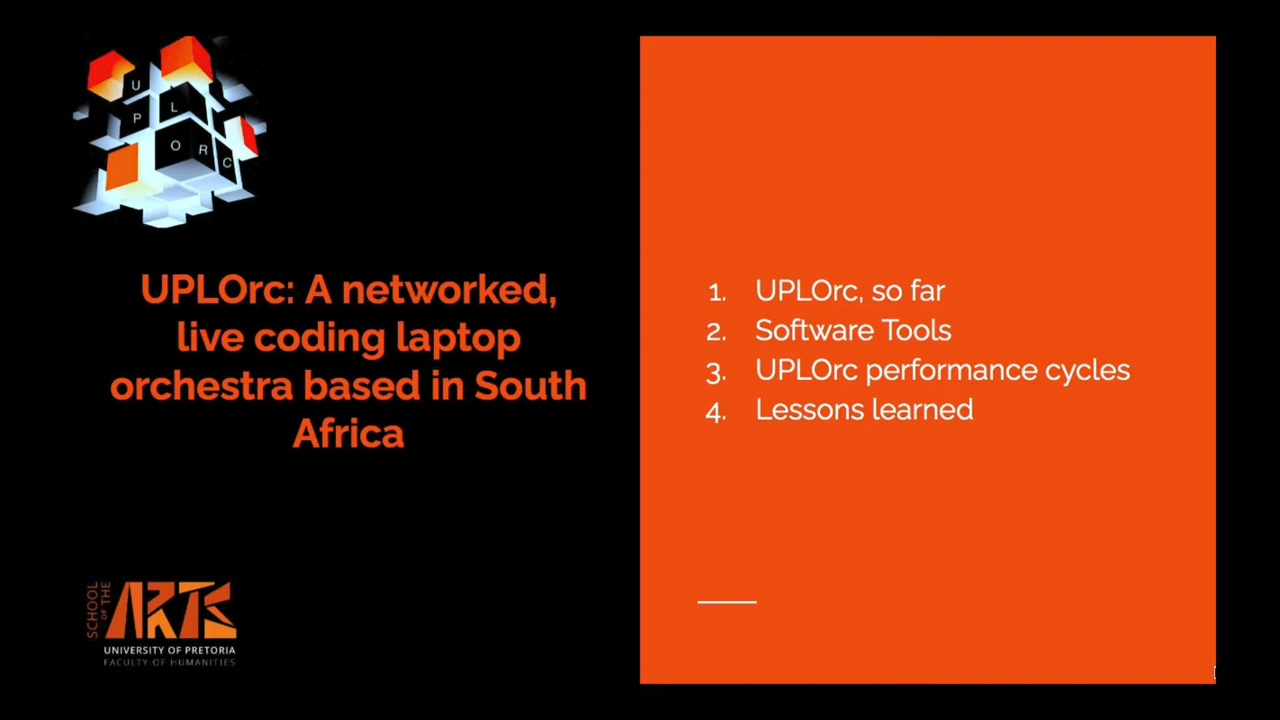 U
L
P
O R C
UPLOrc: A networked,
live coding laptop
orchestra based in South
Africa
SCHOOL
OF THE
ARTS
UNIVERSITY OF PRETORIA
FACULTY OF HUMANITIES
1. UPLOrc, so far
2. Software Tools
3. UPLOrc performance cycles
4. Lessons learned